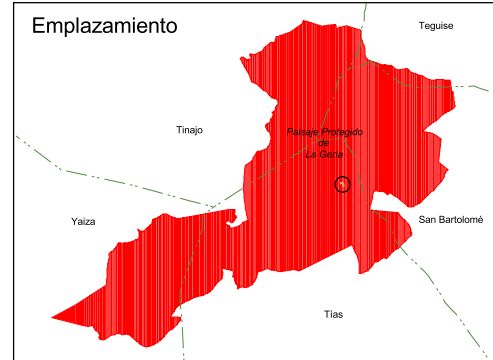 Emplazamiento
Teguise
Tinajo
Paisaje Protegido
de
La Geria
Yaiza
San Bartolomé
Tías